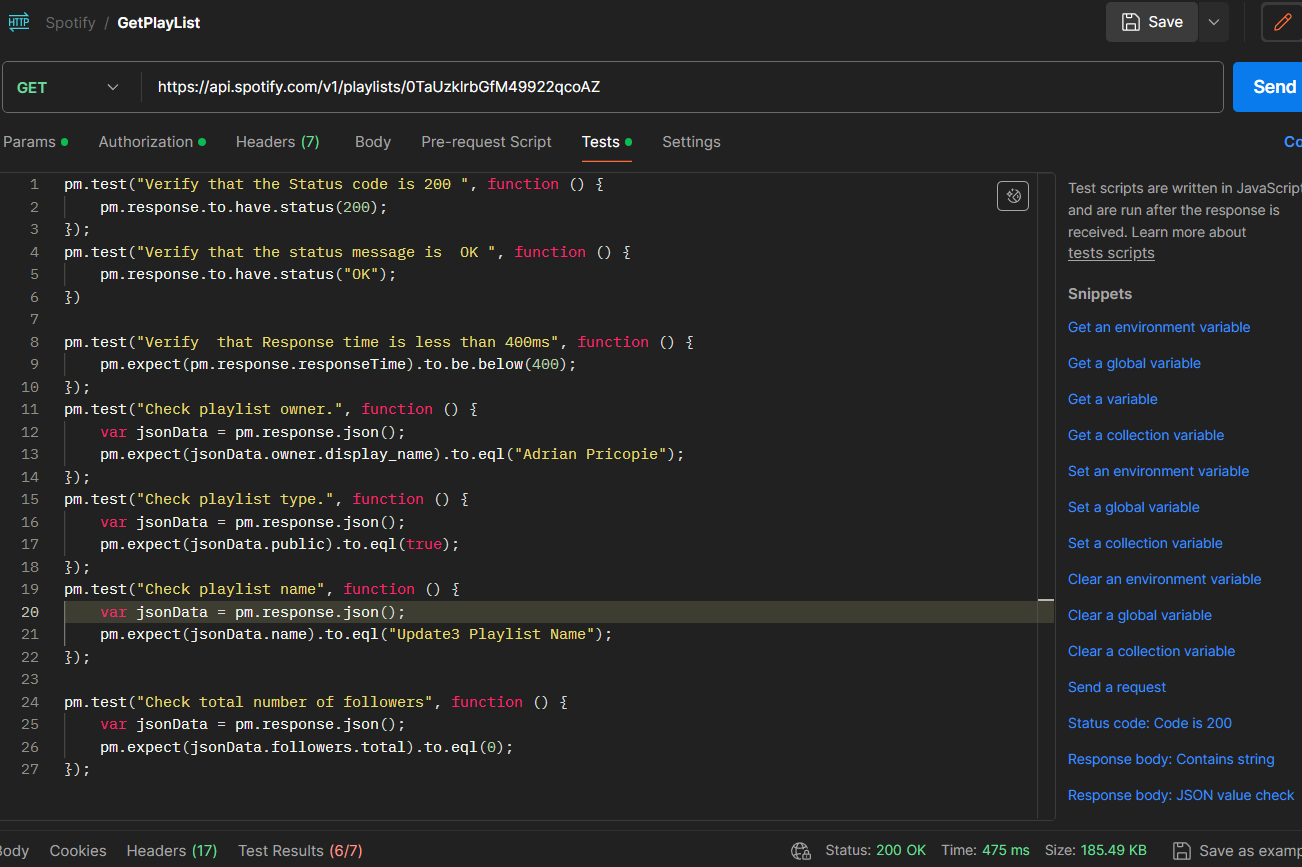 HTTP Spotify / GetPlayList Save
GET https://api.spotify.com/v1/playlists/0TaUzklrbGfM49922qcoAZ Send
Params Authorization Headers (7) Body Pre-request Script Tests Settings Co
1 pm.test("Verify that the Status code is 200 ", function () {
2 pm.response.to.have.status(200);
3 });
4 pm.test("Verify that the status message is  OK ", function () {
5 pm.response.to.have.status("OK");
6 })
7
8 pm.test("Verify  that Response time is less than 400ms", function () {
9 pm.expect(pm.response.responseTime).to.be.below(400);
10 });
11 pm.test("Check playlist owner.", function () {
12 var jsonData = pm.response.json();
13 pm.expect(jsonData.owner.display_name).to.eql("Adrian Pricopie");
14 });
15 pm.test("Check playlist type.", function () {
16 var jsonData = pm.response.json();
17 pm.expect(jsonData.public).to.eql(true);
18 });
19 pm.test("Check playlist name", function () {
20 var jsonData = pm.response.json();
21 pm.expect(jsonData.name).to.eql("Update3 Playlist Name");
22 });
23
24 pm.test("Check total number of followers", function () {
25 var jsonData = pm.response.json();
26 pm.expect(jsonData.followers.total).to.eql(0);
27 });
Test scripts are written in JavaScript
and are run after the response is
received. Learn more about
tests scripts
Snippets
Get an environment variable
Get a global variable
Get a variable
Get a collection variable
Set an environment variable
Set a global variable
Set a collection variable
Clear an environment variable
Clear a global variable
Clear a collection variable
Send a request
Status code: Code is 200
Response body: Contains string
Response body: JSON value check
ody Cookies Headers (17) Test Results (6/7) Status: 200 OK Time: 475 ms Size: 185.49 KB Save as examp